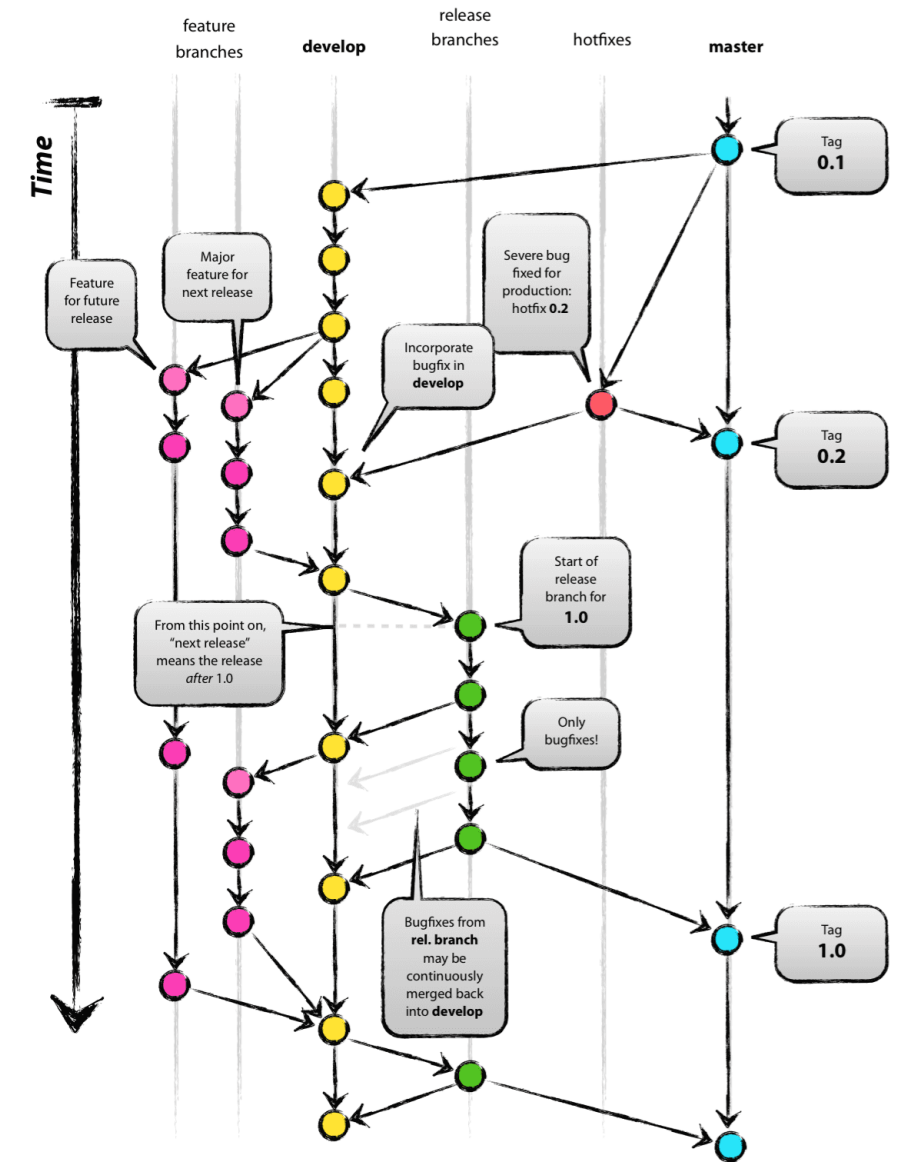 feature
branches
develop
release
branches
hotfixes
master
Time
Tag
0.1
Major
feature for
next release
Feature
for future
release
Severe bug
fixed for
production:
hotfix 0.2
Incorporate
bugfix in
develop
Tag
0.2
Start of
release
branch for
1.0
From this point on,
“next release”
means the release
after 1.0
Only
bugfixes!
Bugfixes from
rel. branch
may be
continuously
merged back
into develop
Tag
1.0